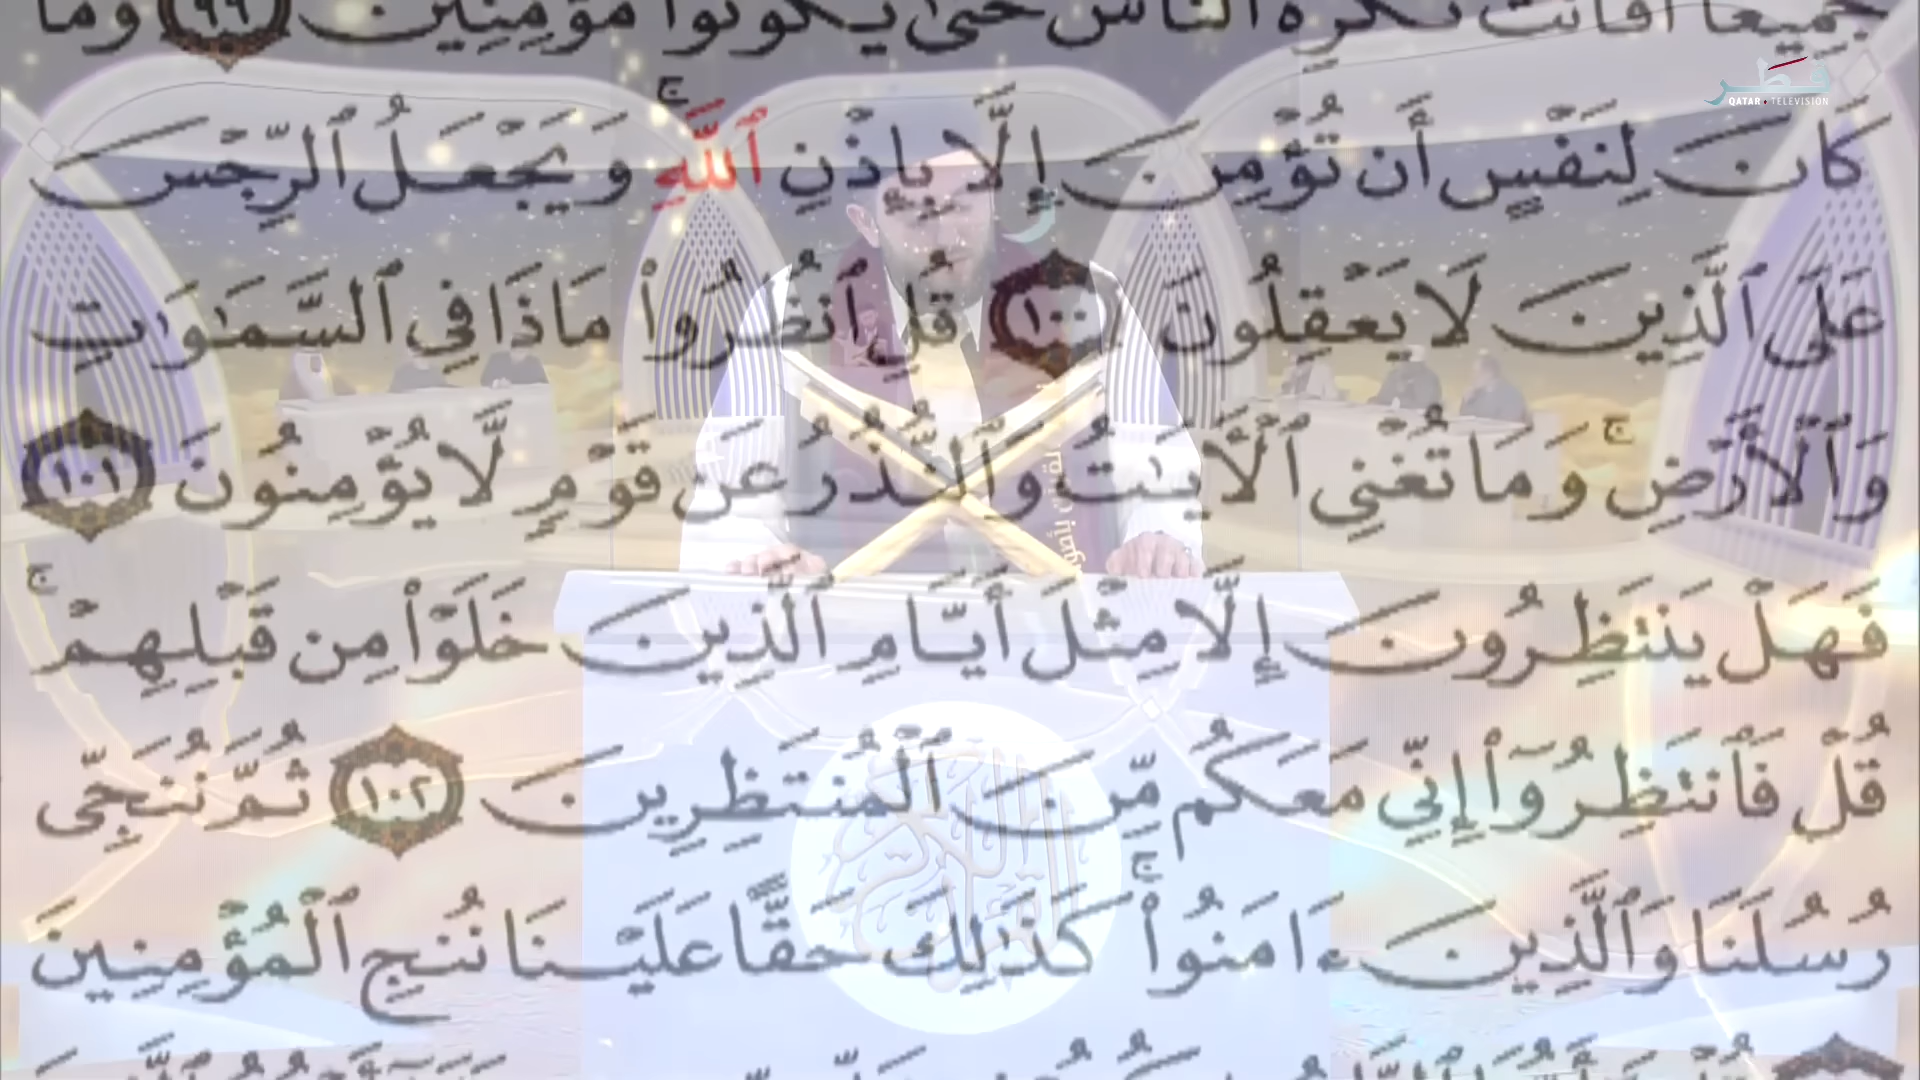 جَمِيعًا أَفَأَنتَ تُكْرِهُ ٱلنَّاسَ حَتَّىٰ يَكُونُوا۟ مُؤْمِنِينَ ٩٩ وَمَا
قطر
QATAR TELEVISION
كَانَ لِنَفْسٍ أَن تُؤْمِنَ إِلَّا بِإِذْنِ ٱللَّهِ ۚ وَيَجْعَلُ ٱلرِّجْسَ
عَلَى ٱلَّذِينَ لَا يَعْقِلُونَ ١٠٠ قُلِ ٱنظُرُوا۟ مَاذَا فِى ٱلسَّمَـٰوَٰتِ
وَٱلْأَرْضِ ۚ وَمَا تُغْنِى ٱلْـَٔايَـٰتُ وَٱلنُّذُرُ عَن قَوْمٍ لَّا يُؤْمِنُونَ ١٠١
فَهَلْ يَنتَظِرُونَ إِلَّا مِثْلَ أَيَّامِ ٱلَّذِينَ خَلَوْا۟ مِن قَبْلِهِمْ ۚ
قُلْ فَٱنتَظِرُوٓا۟ إِنِّى مَعَكُم مِّنَ ٱلْمُنتَظِرِينَ ١٠٢ ثُمَّ نُنَجِّى
رُسُلَنَا وَٱلَّذِينَ ءَامَنُوا۟ ۚ كَذَٰلِكَ حَقًّا عَلَيْنَا نُنجِ ٱلْمُؤْمِنِينَ
القرآن الكريم